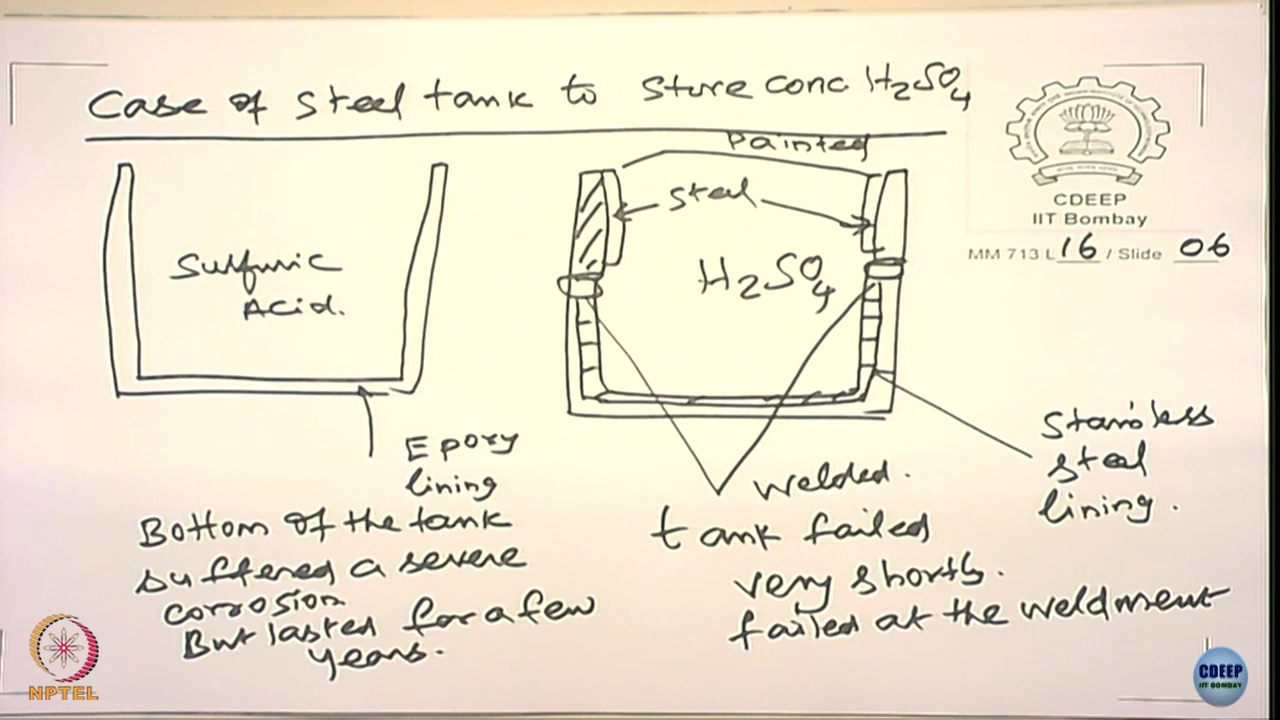 Case of steel tank to store conc H2SO4
CDEEP
IIT Bombay
MM 713 L 16 / Slide 06
Painted
steel
Sulfuric
Acid.
H2SO4
Epoxy
lining
Stainless
steel
lining.
welded.
Bottom of the tank
suffered a severe
corrosion
But lasted for a few
years.
tank failed
very shortly.
failed at the weldment
NPTEL
CDEEP
IIT BOMBAY